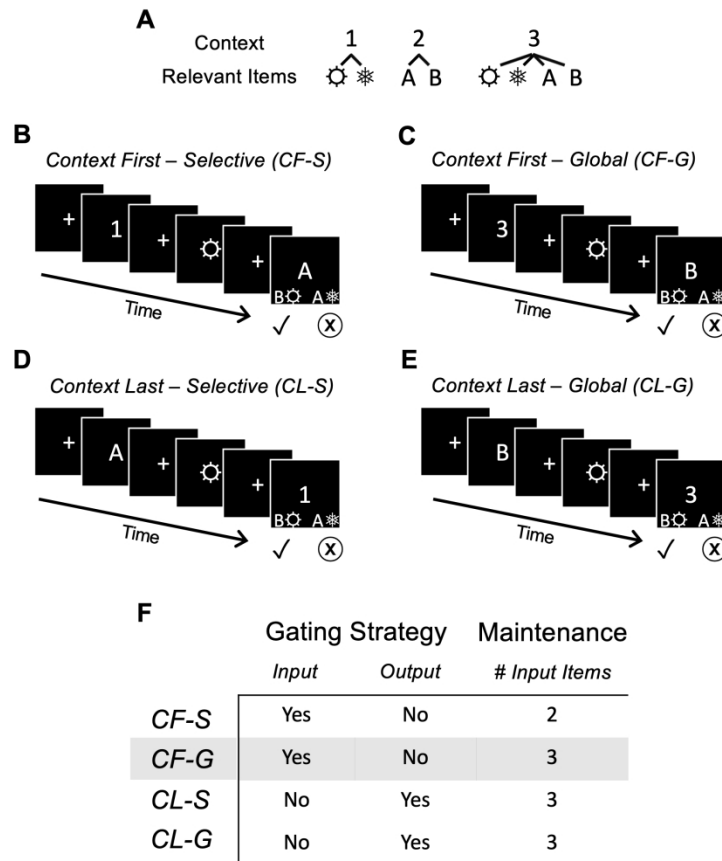 A
Context 1 2 3
Relevant Items A B A B
B
Context First – Selective (CF-S)
+ 1 + + A
B A
Time
✓ X
C
Context First – Global (CF-G)
+ 3 + + B
B A
Time
✓ X
D
Context Last – Selective (CL-S)
+ A + + 1
B A
Time
✓ X
E
Context Last – Global (CL-G)
+ B + + 3
B A
Time
✓ X
F
Gating Strategy Maintenance
Input Output # Input Items
CF-S Yes No 2
CF-G Yes No 3
CL-S No Yes 3
CL-G No Yes 3